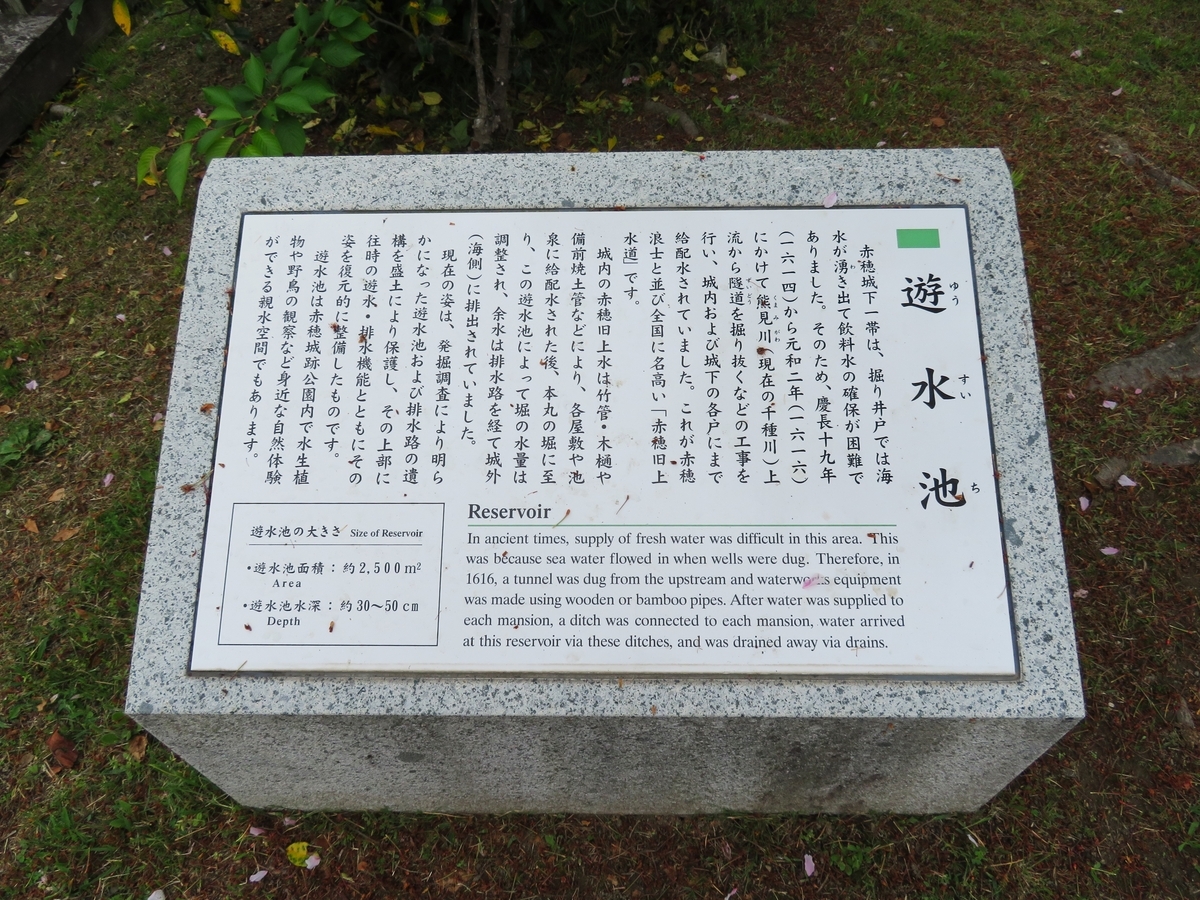 遊水池
ゆう
すい
ち
赤穂城下一帯は、掘り井戸では海
水が湧き出て飲料水の確保が困難で
わ
ありました。そのため、慶長十九年
(一六一四)から元和二年(一六一六)
にかけて熊見川(現在の千種川)上
くまみがわ
流から隧道を掘り抜くなどの工事を
ずいどう
行い、城内および城下の各戸にまで
給配水されていました。これが赤穂
浪士と並び全国に名高い「赤穂旧上
水道」です。
城内の赤穂旧上水は竹管・木樋や
備前焼土管などにより、各屋敷や池
泉に給配水された後、本丸の堀に至
り、この遊水池によって堀の水量は
調整され、余水は排水路を経て城外
(海側)に排出されていました。
現在の姿は、発掘調査により明ら
かになった遊水池および排水路の遺
構を盛土により保護し、その上部に
往時の遊水・排水機能とともにその
姿を復元的に整備したものです。
遊水池は赤穂城跡公園内で水生植
物や野鳥の観察など身近な自然体験
ができる親水空間でもあります。
Reservoir
In ancient times, supply of fresh water was difficult in this area. This
was because sea water flowed in when wells were dug. Therefore, in
1616, a tunnel was dug from the upstream and waterworks equipment
was made using wooden or bamboo pipes. After water was supplied to
each mansion, a ditch was connected to each mansion, water arrived
at this reservoir via these ditches, and was drained away via drains.
遊水池の大きさ Size of Reservoir
・遊水池面積：約2,500㎡
Area
・遊水池水深：約30〜50㎝
Depth